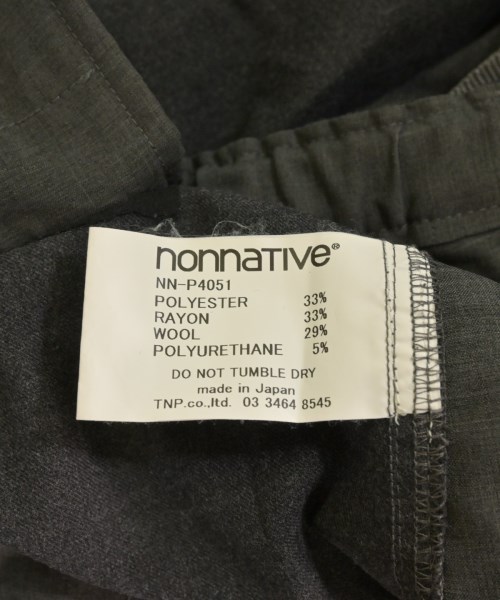 nonnative®
NN-P4051
POLYESTER 33%
RAYON 33%
WOOL 29%
POLYURETHANE 5%
DO NOT TUMBLE DRY
made in Japan
TNP.co.,ltd. 03 3464 8545